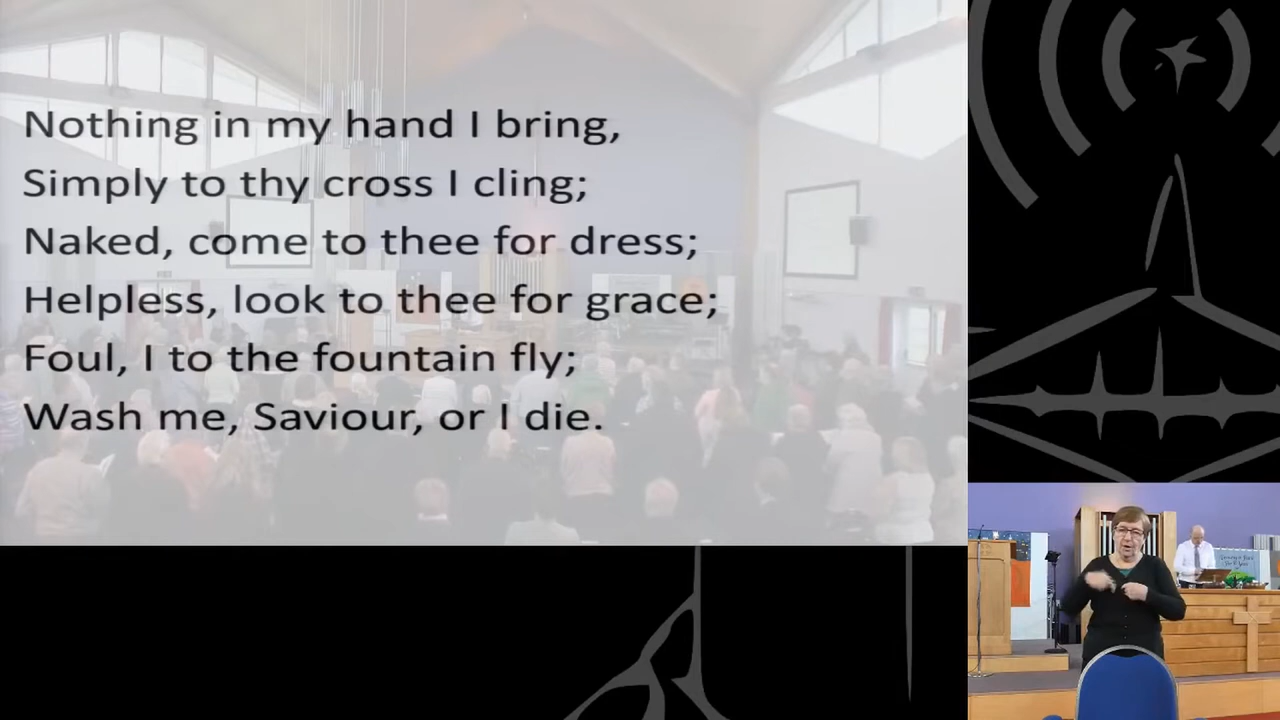 Nothing in my hand I bring,
Simply to thy cross I cling;
Naked, come to thee for dress;
Helpless, look to thee for grace;
Foul, I to the fountain fly;
Wash me, Saviour, or I die.